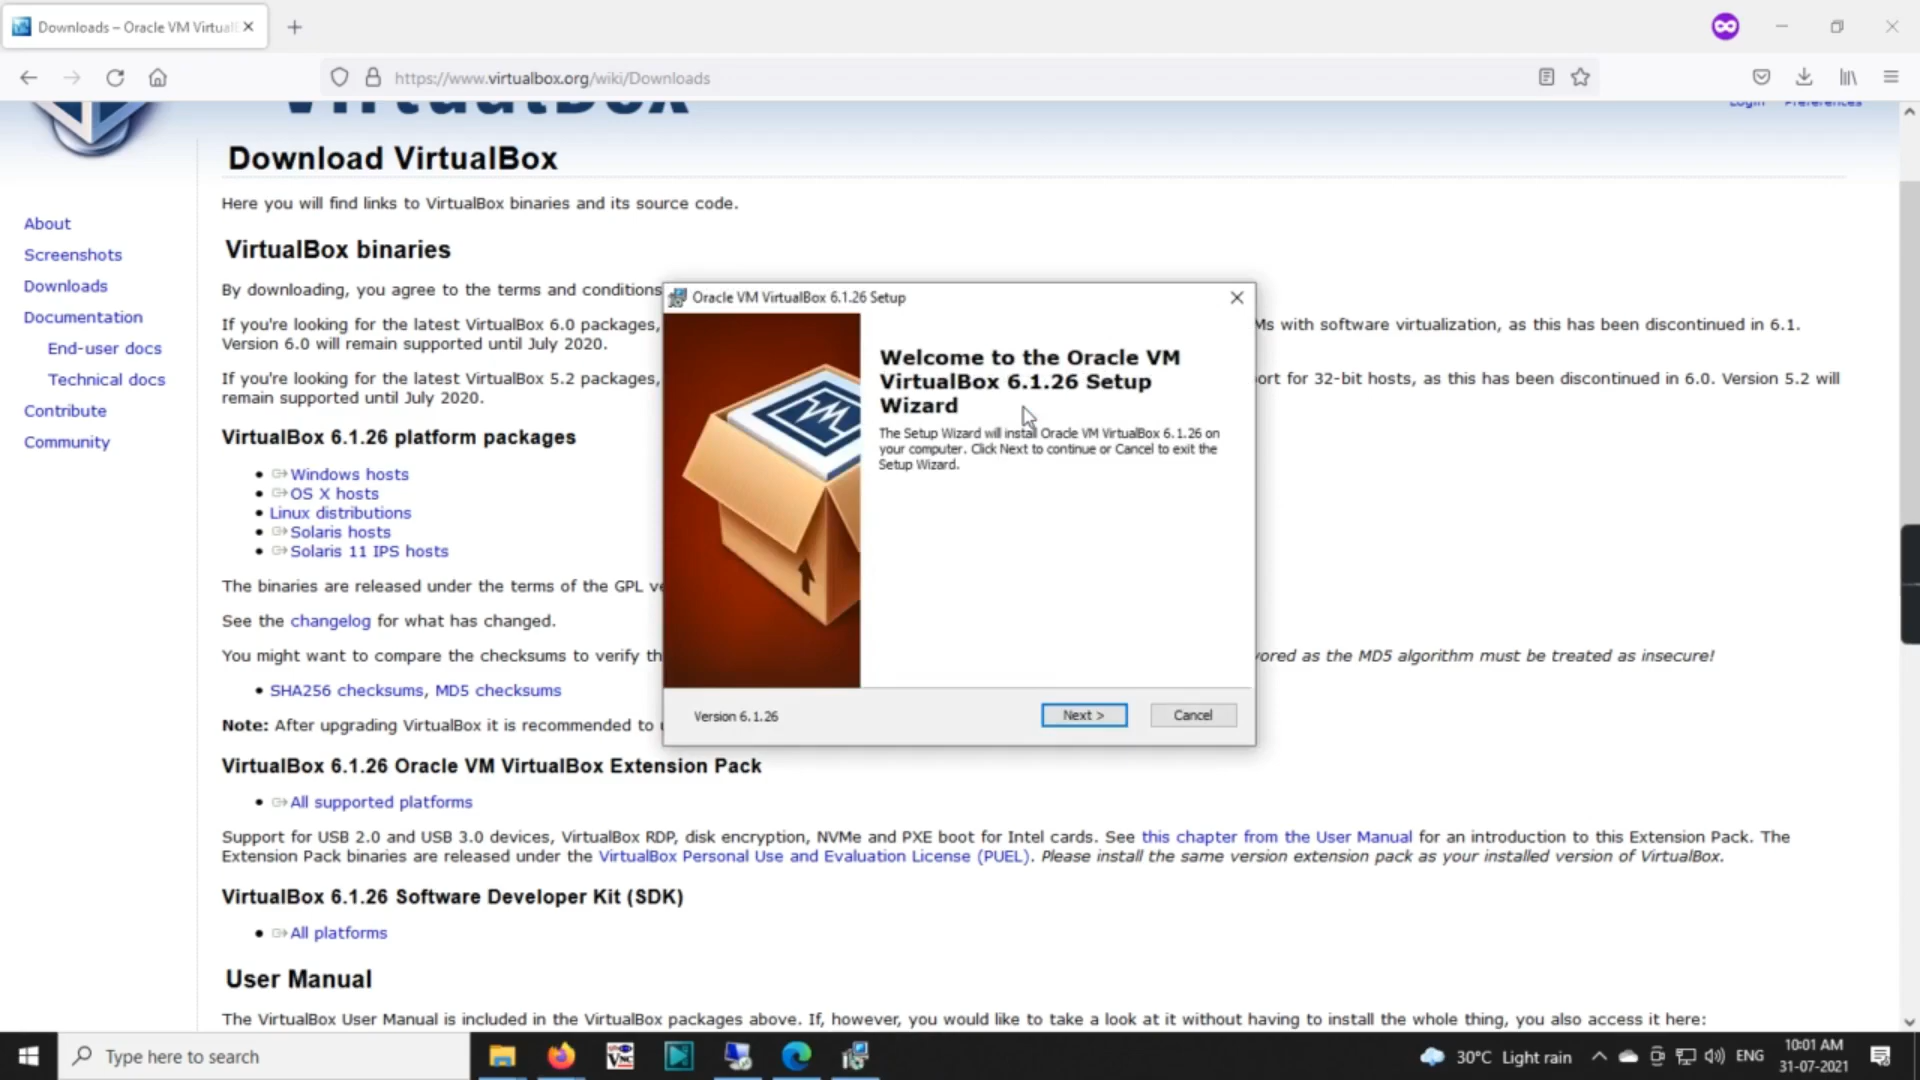 Downloads – Oracle VM Virtual
https://www.virtualbox.org/wiki/Downloads
VirtualBox
Login Preferences
Download VirtualBox
Here you will find links to VirtualBox binaries and its source code.
About
Screenshots
Downloads
Documentation
End-user docs
Technical docs
Contribute
Community
VirtualBox binaries
By downloading, you agree to the terms and conditions
If you're looking for the latest VirtualBox 6.0 packages, Ms with software virtualization, as this has been discontinued in 6.1.
Version 6.0 will remain supported until July 2020.
If you're looking for the latest VirtualBox 5.2 packages, ort for 32-bit hosts, as this has been discontinued in 6.0. Version 5.2 will
remain supported until July 2020.
VirtualBox 6.1.26 platform packages
Windows hosts
OS X hosts
Linux distributions
Solaris hosts
Solaris 11 IPS hosts
The binaries are released under the terms of the GPL ve
See the changelog for what has changed.
You might want to compare the checksums to verify th ored as the MD5 algorithm must be treated as insecure!
SHA256 checksums, MD5 checksums
Note: After upgrading VirtualBox it is recommended to u
VirtualBox 6.1.26 Oracle VM VirtualBox Extension Pack
All supported platforms
Support for USB 2.0 and USB 3.0 devices, VirtualBox RDP, disk encryption, NVMe and PXE boot for Intel cards. See this chapter from the User Manual for an introduction to this Extension Pack. The
Extension Pack binaries are released under the VirtualBox Personal Use and Evaluation License (PUEL). Please install the same version extension pack as your installed version of VirtualBox.
VirtualBox 6.1.26 Software Developer Kit (SDK)
All platforms
User Manual
The VirtualBox User Manual is included in the VirtualBox packages above. If, however, you would like to take a look at it without having to install the whole thing, you also access it here:
Oracle VM VirtualBox 6.1.26 Setup
Welcome to the Oracle VM
VirtualBox 6.1.26 Setup
Wizard
The Setup Wizard will install Oracle VM VirtualBox 6.1.26 on
your computer. Click Next to continue or Cancel to exit the
Setup Wizard.
Version 6.1.26
Next >
Cancel
Type here to search
VNC
30°C Light rain
ENG
10:01 AM
31-07-2021